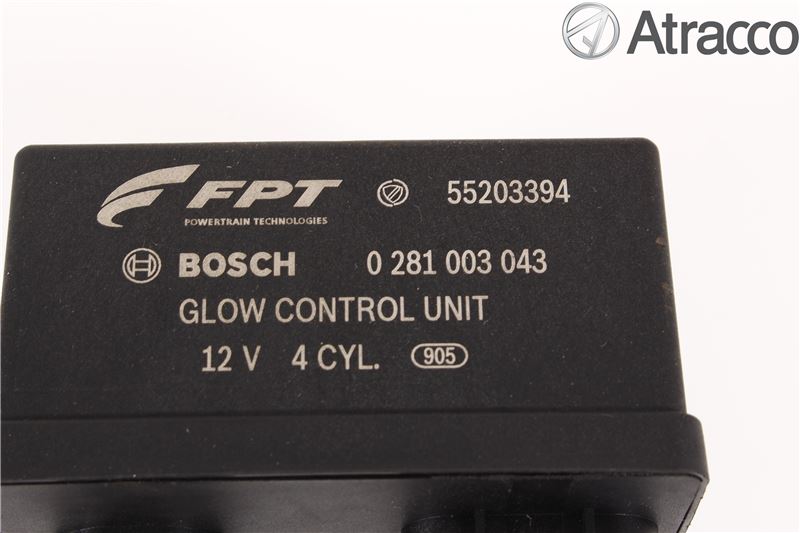 Atracco
FPT 55203394
POWERTRAIN TECHNOLOGIES
BOSCH 0 281 003 043
GLOW CONTROL UNIT
12 V 4 CYL. 905